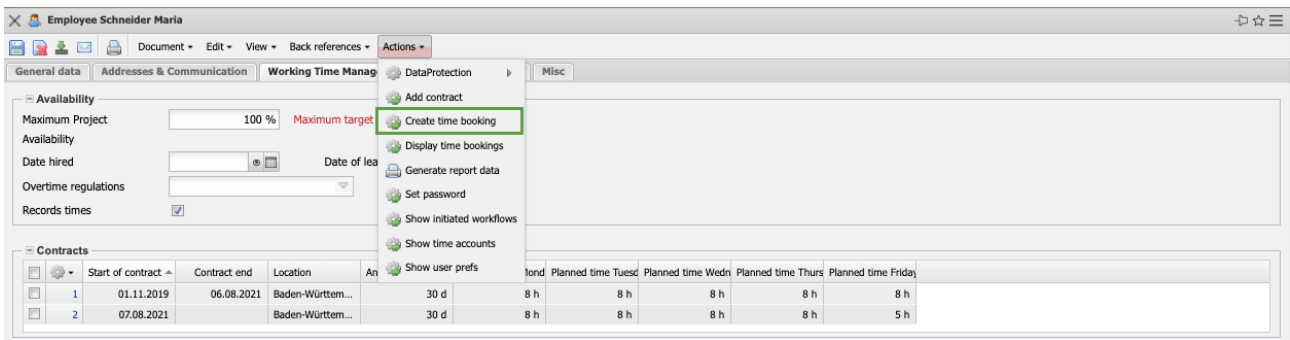 Employee Schneider Maria
Document Edit View Back references Actions
General data Addresses & Communication Working Time Manag Misc
DataProtection
Add contract
Create time booking
Display time bookings
Generate report data
Set password
Show initiated workflows
Show time accounts
Show user prefs
Availability
Maximum Project 100 % Maximum target
Availability
Date hired Date of lea
Overtime regulations
Records times
Contracts
Start of contract Contract end Location An lond Planned time Tuesd Planned time Wedn Planned time Thurs Planned time Friday
1 01.11.2019 06.08.2021 Baden-Württem... 30 d 8 h 8 h 8 h 8 h 8 h
2 07.08.2021 Baden-Württem... 30 d 8 h 8 h 8 h 8 h 5 h